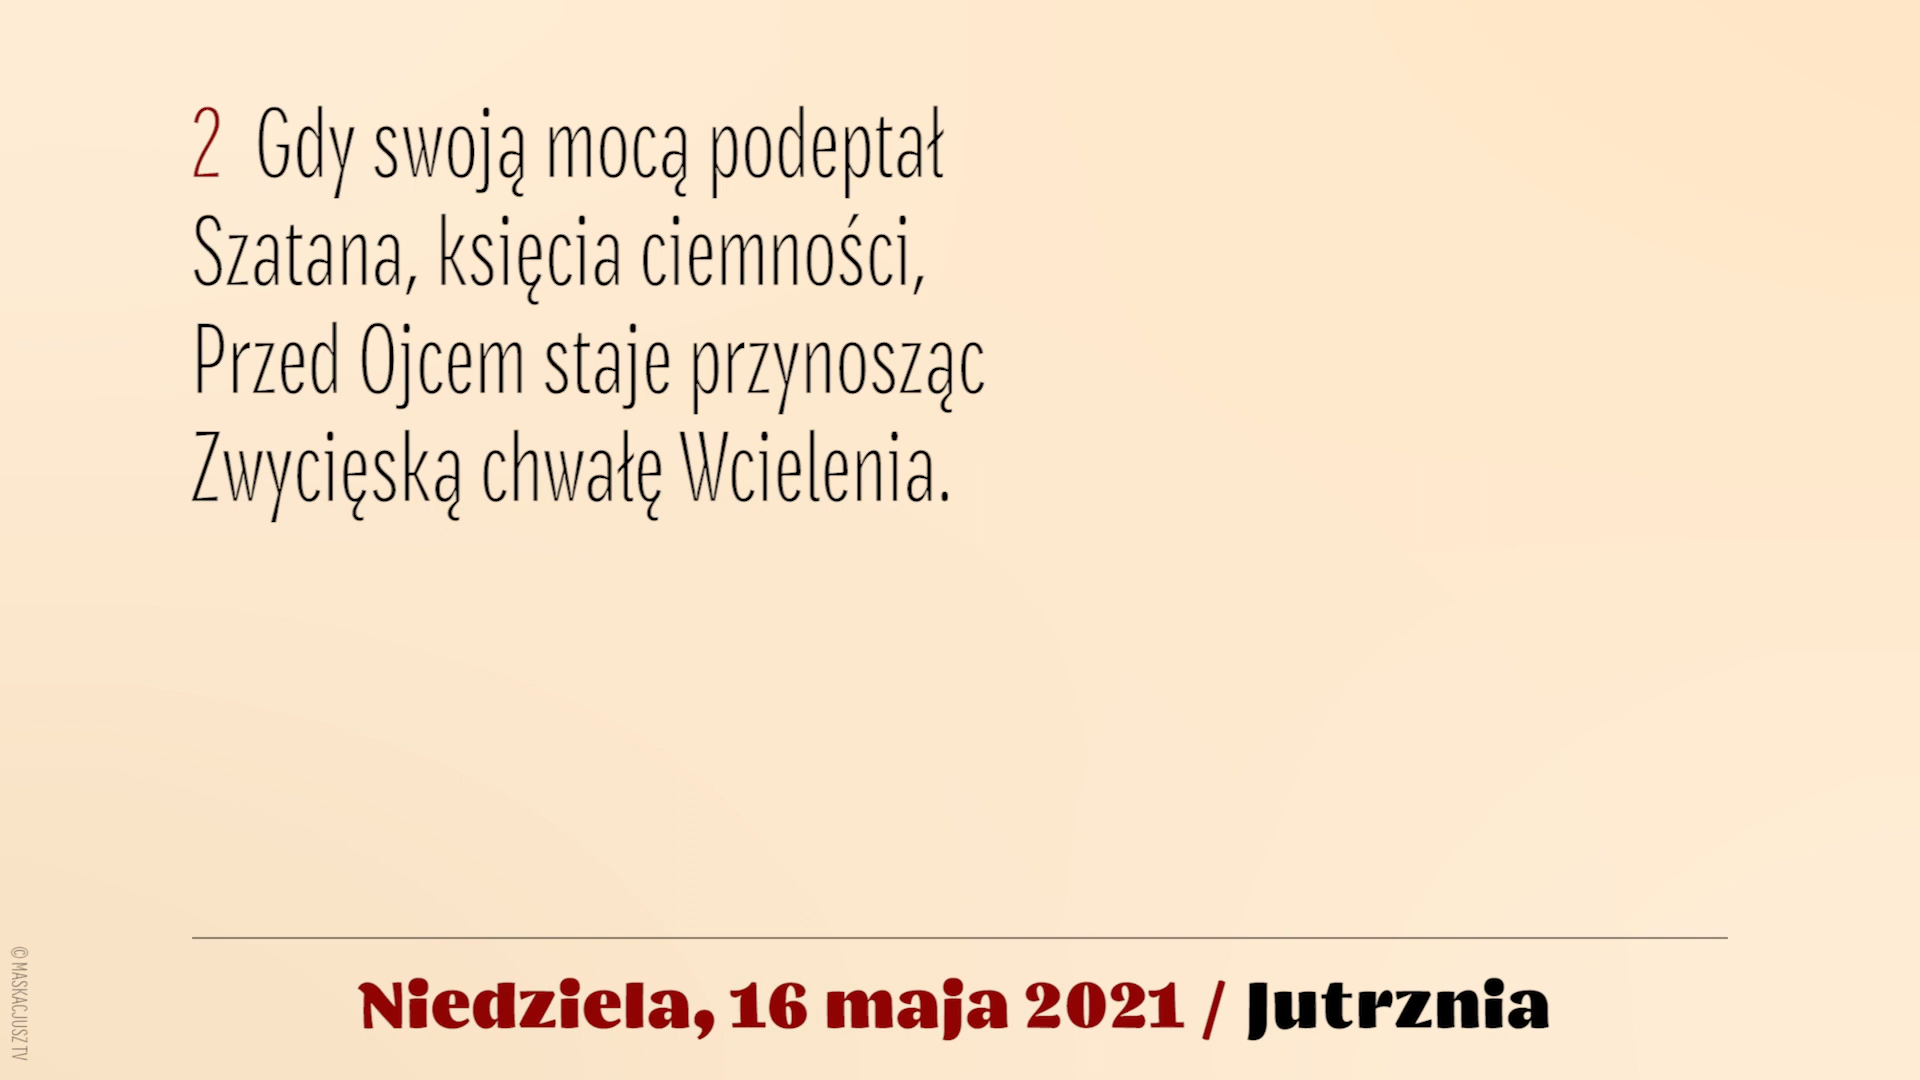 2 Gdy swoją mocą podeptał
Szatana, księcia ciemności,
Przed Ojcem staje przynosząc
Zwycięską chwałę Wcielenia.
Niedziela, 16 maja 2021 / Jutrznia
© MASKACJUSZ TV